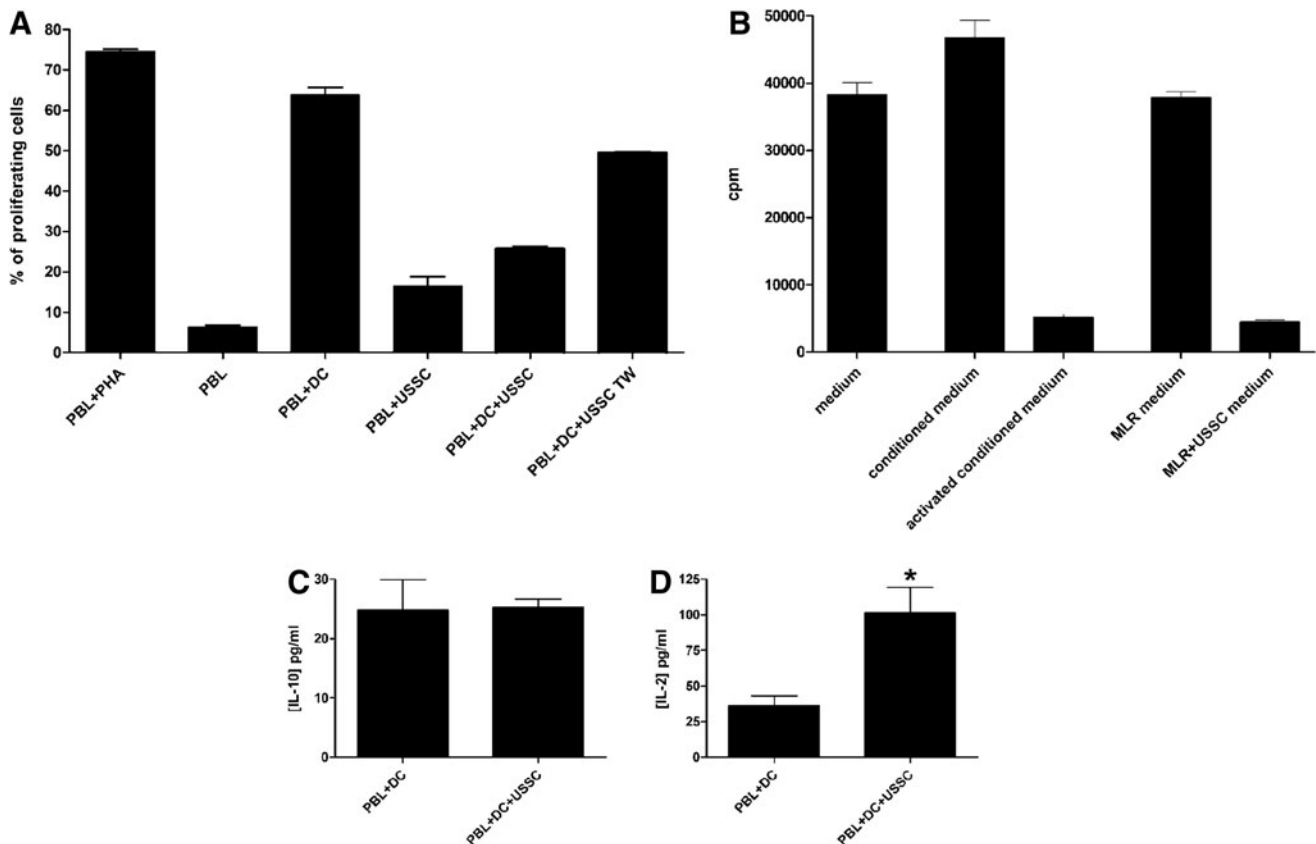 A
% of proliferating cells
80
70
60
50
40
30
20
10
0
PBL+PHA
PBL
PBL+DC
PBL+USSC
PBL+DC+USSC
PBL+DC+USSC TW
B
cpm
50000
40000
30000
20000
10000
0
medium
conditioned medium
activated conditioned medium
MLR medium
MLR+USSC medium
C
[IL-10] pg/ml
30
20
10
0
PBL+DC
PBL+DC+USSC
D
[IL-2] pg/ml
125
100
75
50
25
0
*
PBL+DC
PBL+DC+USSC